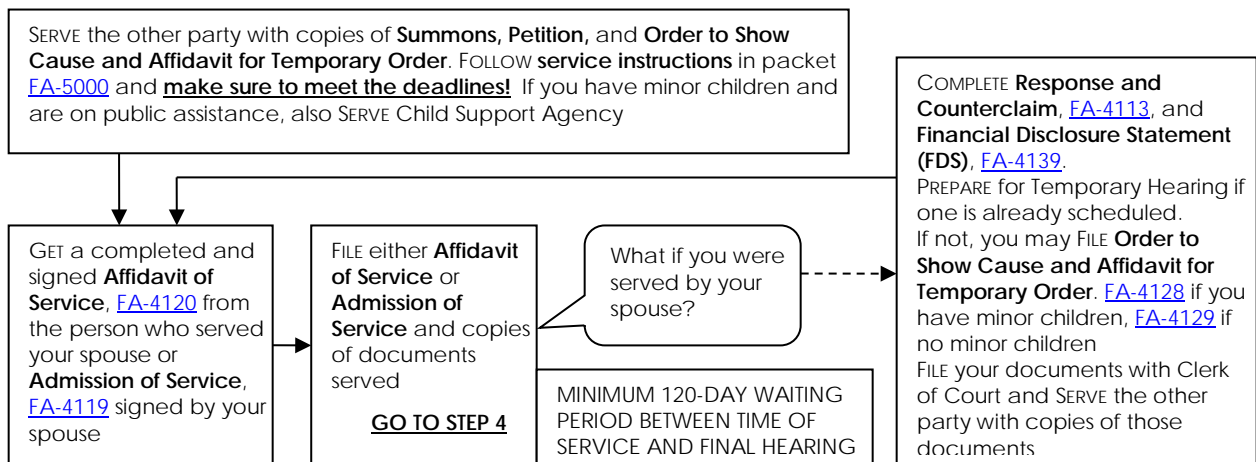 SERVE the other party with copies of Summons, Petition, and Order to Show
Cause and Affidavit for Temporary Order. FOLLOW service instructions in packet
FA-5000 and make sure to meet the deadlines! If you have minor children and
are on public assistance, also SERVE Child Support Agency
GET a completed and
signed Affidavit of
Service, FA-4120 from
the person who served
your spouse or
Admission of Service,
FA-4119 signed by your
spouse
FILE either Affidavit
of Service or
Admission of
Service and copies
of documents
served
GO TO STEP 4
What if you were
served by your
spouse?
MINIMUM 120-DAY WAITING
PERIOD BETWEEN TIME OF
SERVICE AND FINAL HEARING
COMPLETE Response and
Counterclaim, FA-4113, and
Financial Disclosure Statement
(FDS), FA-4139.
PREPARE for Temporary Hearing if
one is already scheduled.
If not, you may FILE Order to
Show Cause and Affidavit for
Temporary Order. FA-4128 if you
have minor children, FA-4129 if
no minor children
FILE your documents with Clerk
of Court and SERVE the other
party with copies of those
documents